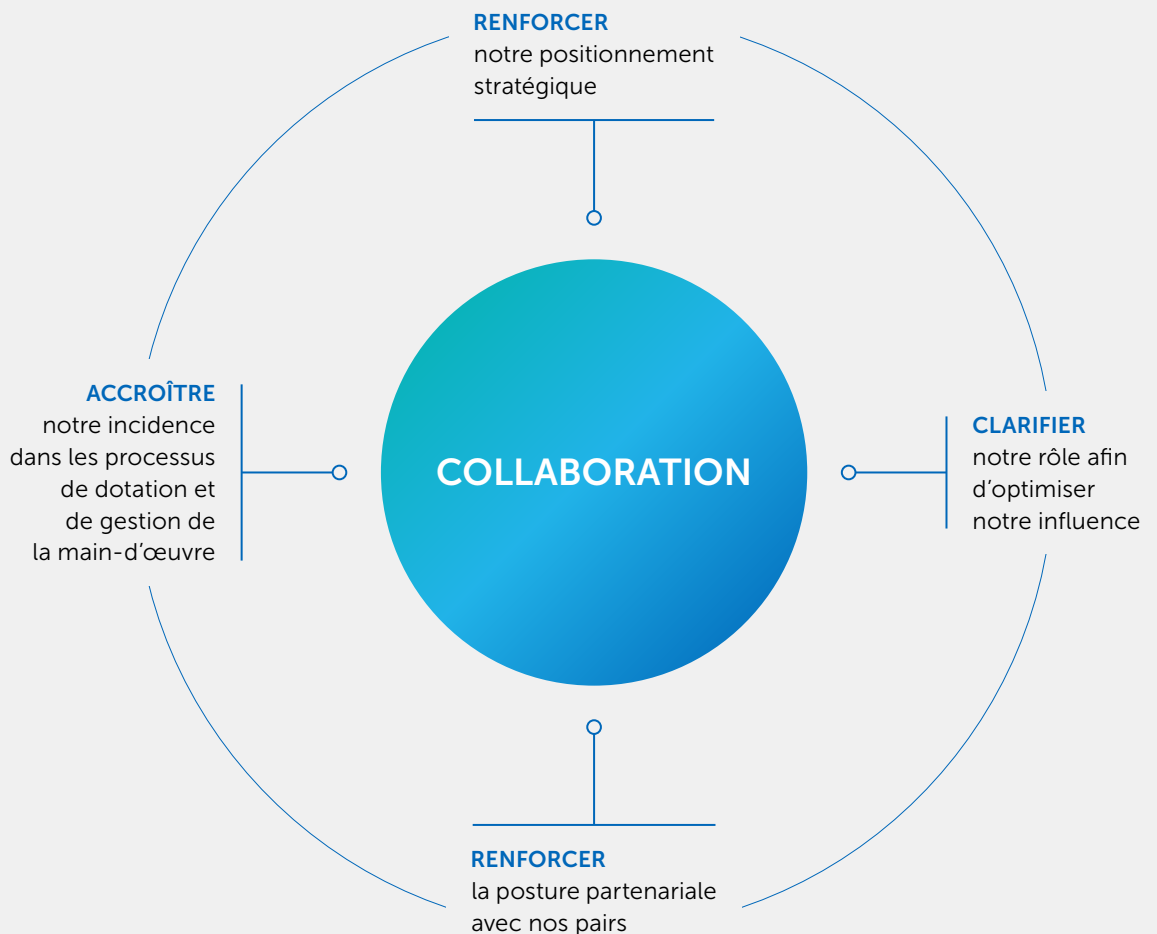 RENFORCER
notre positionnement
stratégique
ACCROÎTRE
notre incidence
dans les processus
de dotation et
de gestion de
la main-d’œuvre
COLLABORATION
CLARIFIER
notre rôle afin
d’optimiser
notre influence
RENFORCER
la posture partenariale
avec nos pairs